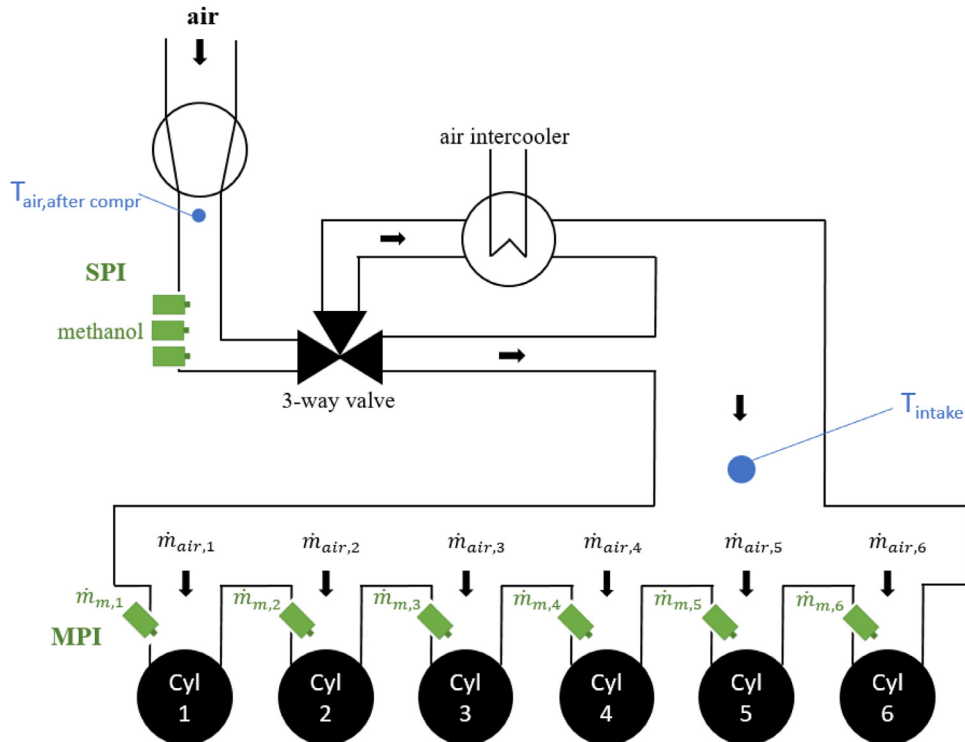 air
air intercooler
T_air,after compr
SPI
methanol
3-way valve
T_intake
ṁ_air,1
ṁ_air,2
ṁ_air,3
ṁ_air,4
ṁ_air,5
ṁ_air,6
ṁ_m,1
ṁ_m,2
ṁ_m,3
ṁ_m,4
ṁ_m,5
ṁ_m,6
MPI
Cyl
1
Cyl
2
Cyl
3
Cyl
4
Cyl
5
Cyl
6